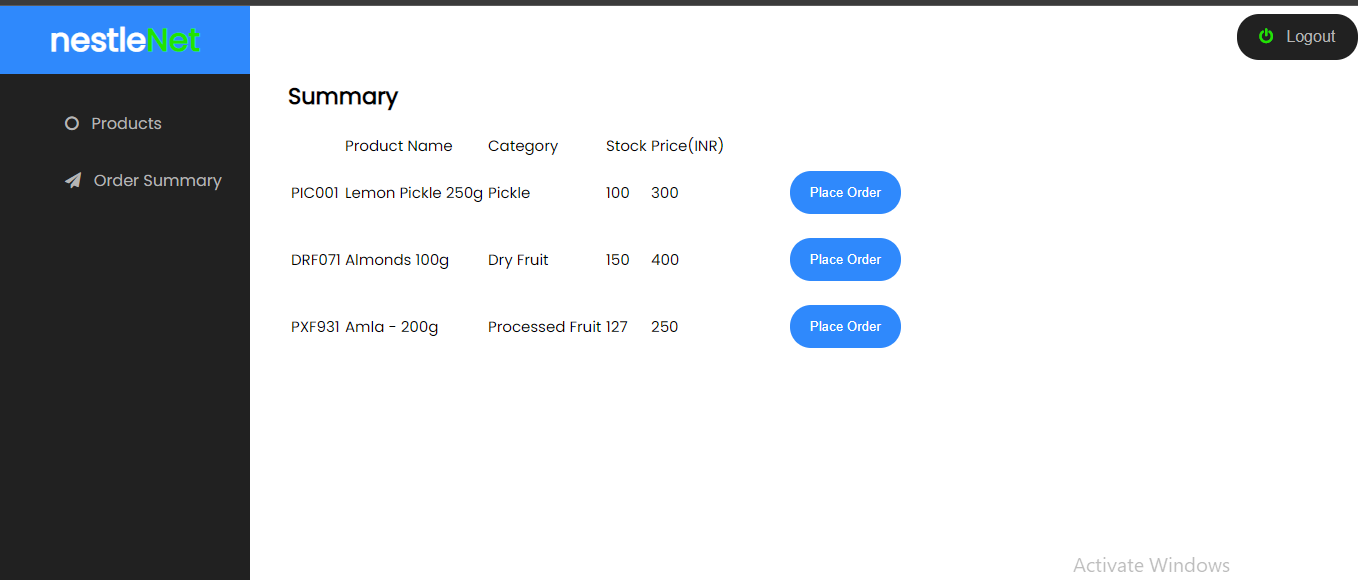 nestleNet
Logout
Products
Order Summary
Summary
Product Name Category Stock Price(INR)
PIC001 Lemon Pickle 250g Pickle 100 300 Place Order
DRF071 Almonds 100g Dry Fruit 150 400 Place Order
PXF931 Amla - 200g Processed Fruit 127 250 Place Order
Activate Windows